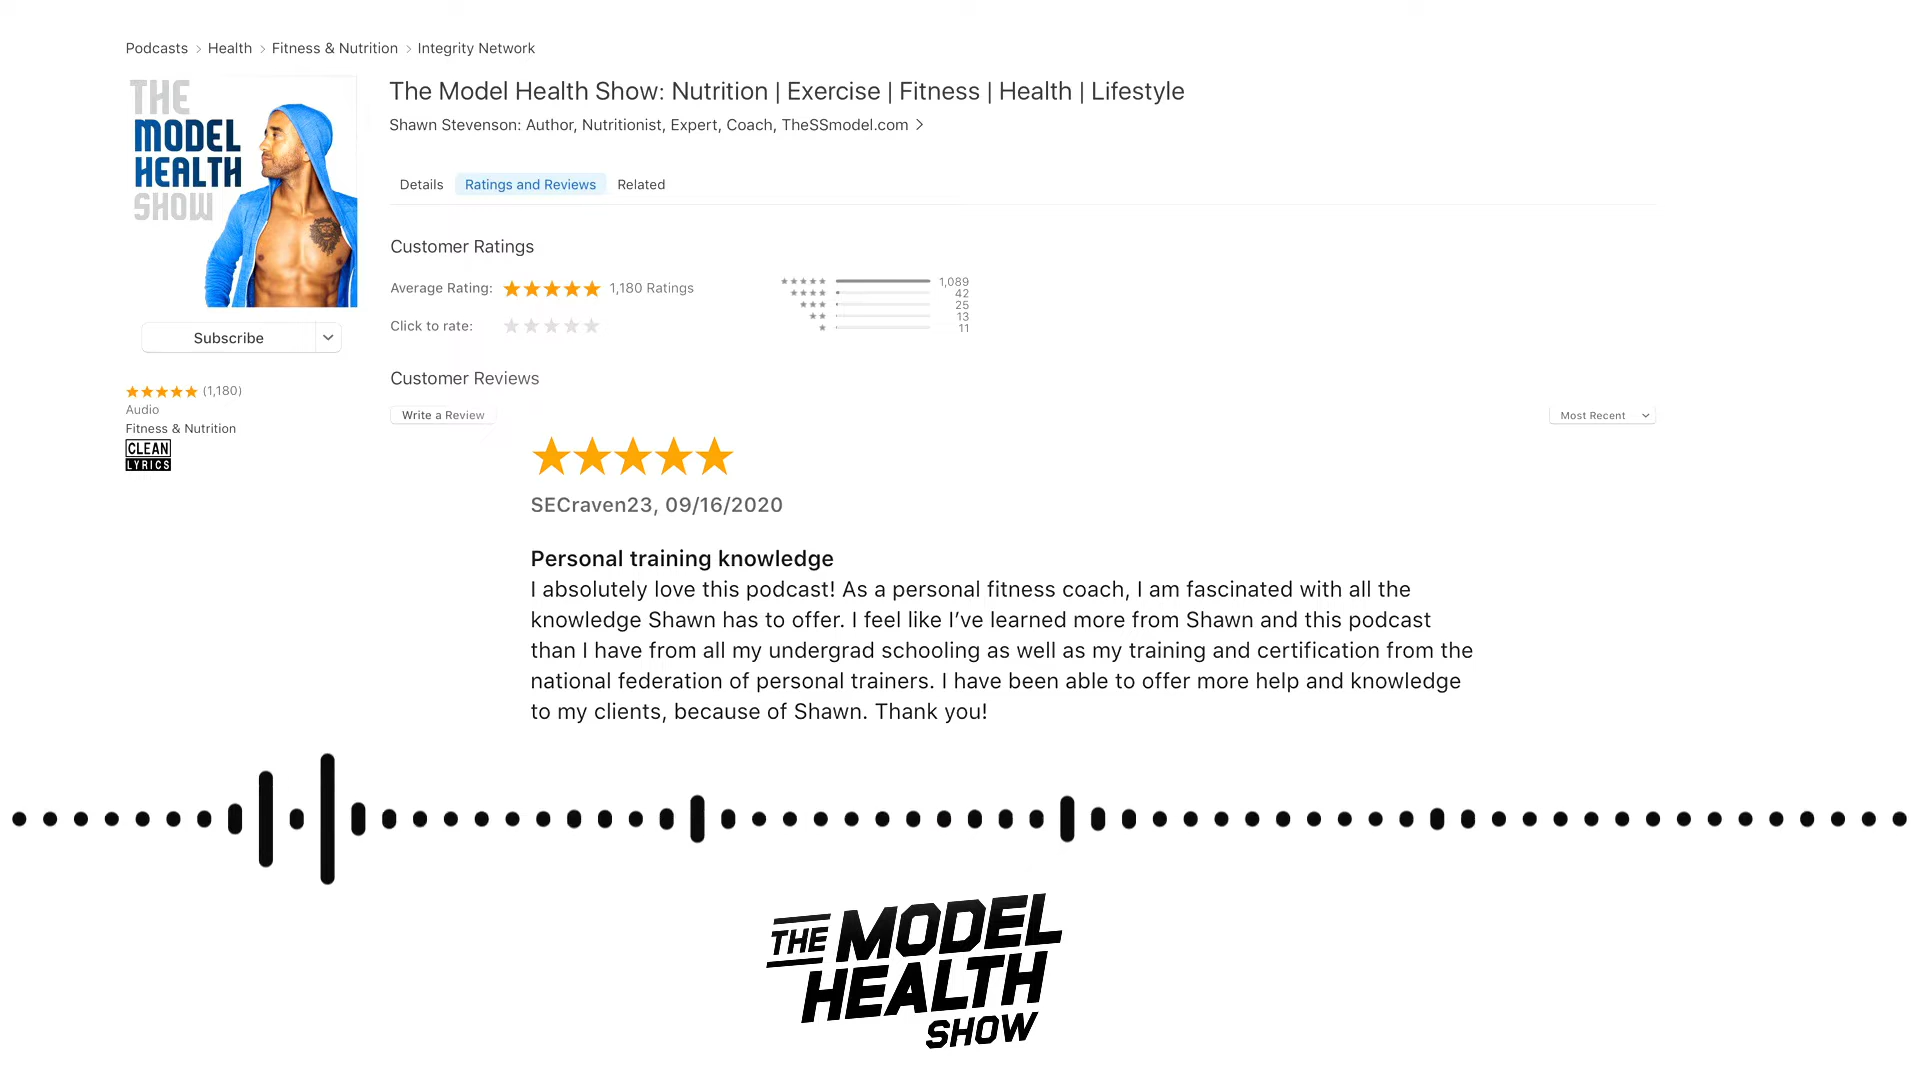 Podcasts > Health > Fitness & Nutrition > Integrity Network
THE
MODEL
HEALTH
SHOW
The Model Health Show: Nutrition | Exercise | Fitness | Health | Lifestyle
Shawn Stevenson: Author, Nutritionist, Expert, Coach, TheSSmodel.com >
Details Ratings and Reviews Related
Customer Ratings
Average Rating: ★★★★★ 1,180 Ratings
Click to rate: ★★★★★
★★★★★ 1,089
★★★★ 42
★★★ 25
★★ 13
★ 11
Subscribe
★★★★★ (1,180)
Audio
Fitness & Nutrition
CLEAN
LYRICS
Customer Reviews
Write a Review
Most Recent
★★★★★
SECraven23, 09/16/2020
Personal training knowledge
I absolutely love this podcast! As a personal fitness coach, I am fascinated with all the
knowledge Shawn has to offer. I feel like I’ve learned more from Shawn and this podcast
than I have from all my undergrad schooling as well as my training and certification from the
national federation of personal trainers. I have been able to offer more help and knowledge
to my clients, because of Shawn. Thank you!
THE MODEL
HEALTH
SHOW